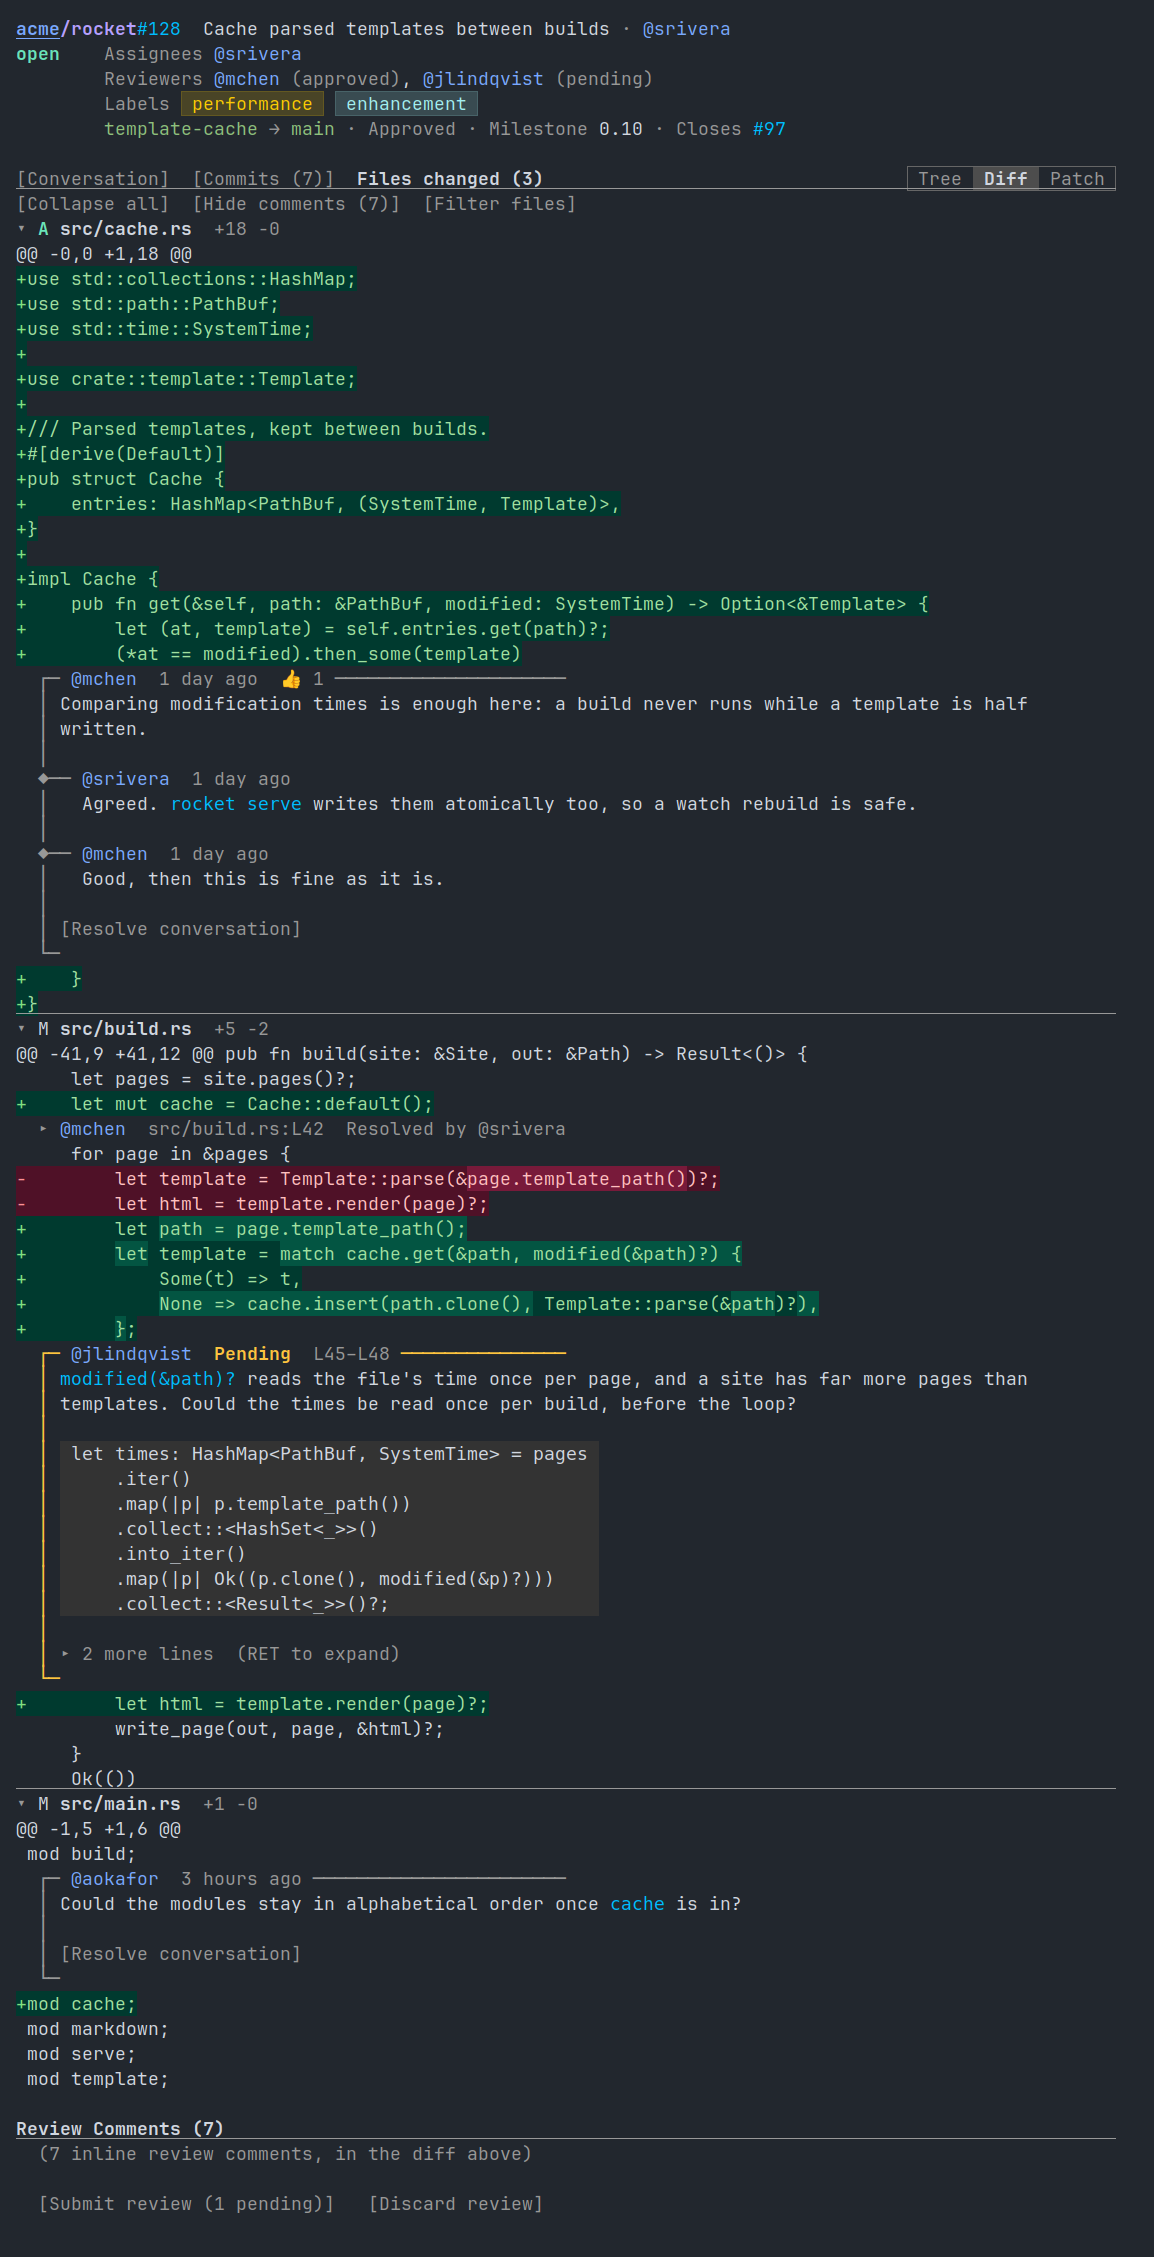 acme/rocket#128  Cache parsed templates between builds · @srivera
open    Assignees @srivera
        Reviewers @mchen (approved), @jlindqvist (pending)
        Labels  performance   enhancement
        template-cache → main · Approved · Milestone 0.10 · Closes #97
[Conversation]  [Commits (7)]  Files changed (3)  Tree  Diff  Patch
[Collapse all]  [Hide comments (7)]  [Filter files]
▾ A src/cache.rs  +18 -0
@@ -0,0 +1,18 @@
+use std::collections::HashMap;
+use std::path::PathBuf;
+use std::time::SystemTime;
+
+use crate::template::Template;
+
+/// Parsed templates, kept between builds.
+#[derive(Default)]
+pub struct Cache {
+    entries: HashMap<PathBuf, (SystemTime, Template)>,
+}
+
+impl Cache {
+    pub fn get(&self, path: &PathBuf, modified: SystemTime) -> Option<&Template> {
+        let (at, template) = self.entries.get(path)?;
+        (*at == modified).then_some(template)
@mchen  1 day ago  👍 1
Comparing modification times is enough here: a build never runs while a template is half
written.
@srivera  1 day ago
Agreed. rocket serve writes them atomically too, so a watch rebuild is safe.
@mchen  1 day ago
Good, then this is fine as it is.
[Resolve conversation]
+    }
+}
▾ M src/build.rs  +5 -2
@@ -41,9 +41,12 @@ pub fn build(site: &Site, out: &Path) -> Result<()> {
     let pages = site.pages()?;
+    let mut cache = Cache::default();
▸ @mchen  src/build.rs:L42  Resolved by @srivera
     for page in &pages {
-        let template = Template::parse(&page.template_path())?;
-        let html = template.render(page)?;
+        let path = page.template_path();
+        let template = match cache.get(&path, modified(&path)?) {
+            Some(t) => t,
+            None => cache.insert(path.clone(), Template::parse(&path)?),
+        };
@jlindqvist  Pending  L45–L48
modified(&path)? reads the file's time once per page, and a site has far more pages than
templates. Could the times be read once per build, before the loop?
let times: HashMap<PathBuf, SystemTime> = pages
    .iter()
    .map(|p| p.template_path())
    .collect::<HashSet<_>>()
    .into_iter()
    .map(|p| Ok((p.clone(), modified(&p)?)))
    .collect::<Result<_>>()?;
▸ 2 more lines  (RET to expand)
+        let html = template.render(page)?;
         write_page(out, page, &html)?;
     }
     Ok(())
▾ M src/main.rs  +1 -0
@@ -1,5 +1,6 @@
 mod build;
@aokafor  3 hours ago
Could the modules stay in alphabetical order once cache is in?
[Resolve conversation]
+mod cache;
 mod markdown;
 mod serve;
 mod template;
Review Comments (7)
(7 inline review comments, in the diff above)
[Submit review (1 pending)]   [Discard review]